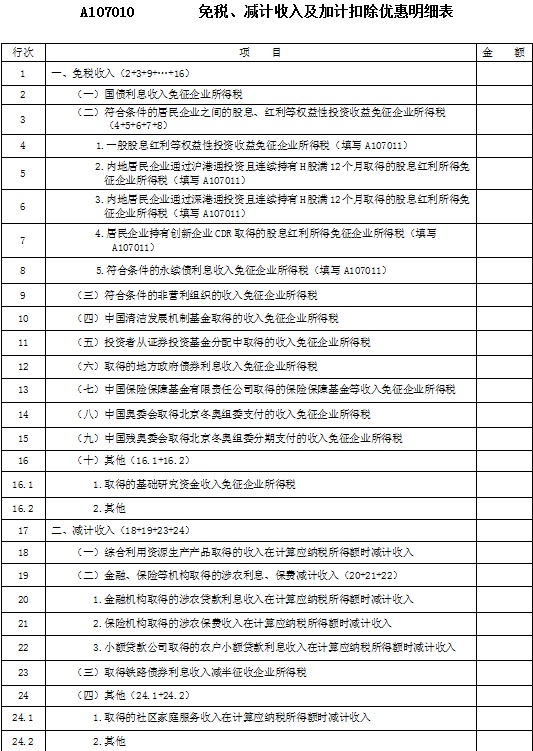 A107010 免税、减计收入及加计扣除优惠明细表
行次 项 目 金 额
1 一、免税收入（2+3+9+…+16）
2 （一）国债利息收入免征企业所得税
3 （二）符合条件的居民企业之间的股息、红利等权益性投资收益免征企业所得税
（4+5+6+7+8）
4 1.一般股息红利等权益性投资收益免征企业所得税（填写A107011）
5 2.内地居民企业通过沪港通投资且连续持有H股满12个月取得的股息红利所得免
征企业所得税（填写A107011）
6 3.内地居民企业通过深港通投资且连续持有H股满12个月取得的股息红利所得免
征企业所得税（填写A107011）
7 4.居民企业持有创新企业CDR取得的股息红利所得免征企业所得税（填写
A107011）
8 5.符合条件的永续债利息收入免征企业所得税（填写A107011）
9 （三）符合条件的非营利组织的收入免征企业所得税
10 （四）中国清洁发展机制基金取得的收入免征企业所得税
11 （五）投资者从证券投资基金分配中取得的收入免征企业所得税
12 （六）取得的地方政府债券利息收入免征企业所得税
13 （七）中国保险保障基金有限责任公司取得的保险保障基金等收入免征企业所得税
14 （八）中国奥委会取得北京冬奥组委支付的收入免征企业所得税
15 （九）中国残奥委会取得北京冬奥组委分期支付的收入免征企业所得税
16 （十）其他（16.1+16.2）
16.1 1.取得的基础研究资金收入免征企业所得税
16.2 2.其他
17 二、减计收入（18+19+23+24）
18 （一）综合利用资源生产产品取得的收入在计算应纳税所得额时减计收入
19 （二）金融、保险等机构取得的涉农利息、保费减计收入（20+21+22）
20 1.金融机构取得的涉农贷款利息收入在计算应纳税所得额时减计收入
21 2.保险机构取得的涉农保费收入在计算应纳税所得额时减计收入
22 3.小额贷款公司取得的农户小额贷款利息收入在计算应纳税所得额时减计收入
23 （三）取得铁路债券利息收入减半征收企业所得税
24 （四）其他（24.1+24.2）
24.1 1.取得的社区家庭服务收入在计算应纳税所得额时减计收入
24.2 2.其他